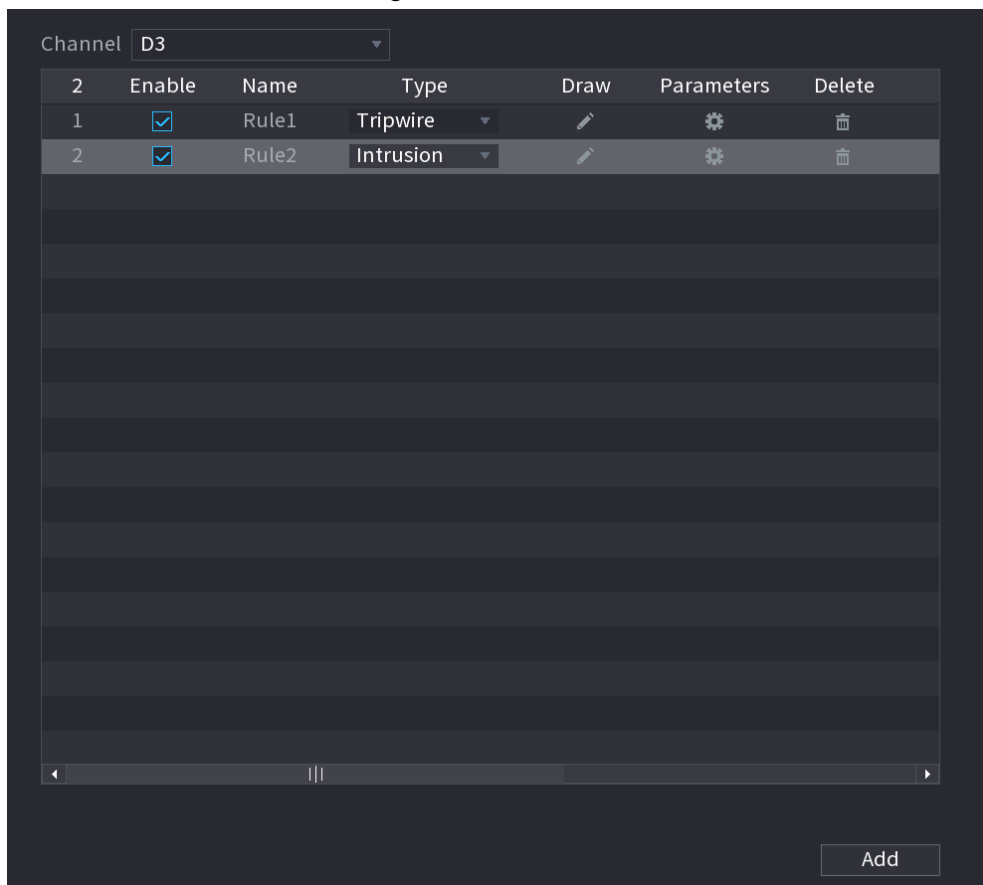 Channel D3
2 Enable Name Type Draw Parameters Delete
1 Rule1 Tripwire
2 Rule2 Intrusion
Add